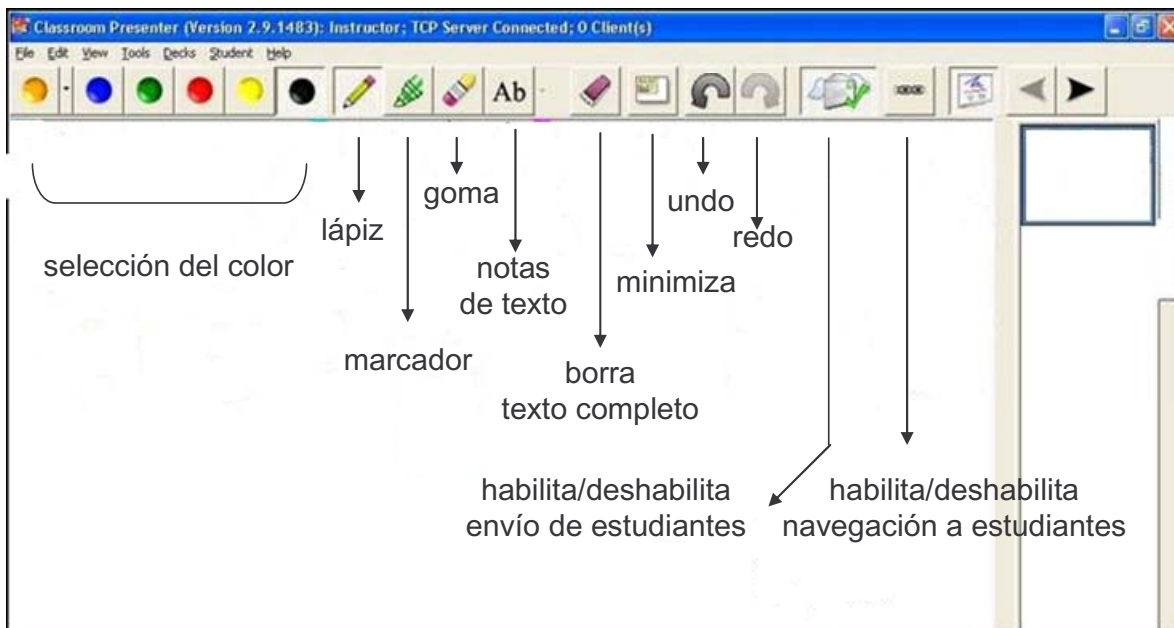 Classroom Presenter (Version 2.9.1483): Instructor; TCP Server Connected; 0 Client(s)
File Edit View Tools Decks Student Help
Ab
goma
undo
lápiz
redo
selección del color
notas
de texto
minimiza
marcador
borra
texto completo
habilita/deshabilita
envío de estudiantes
habilita/deshabilita
navegación a estudiantes